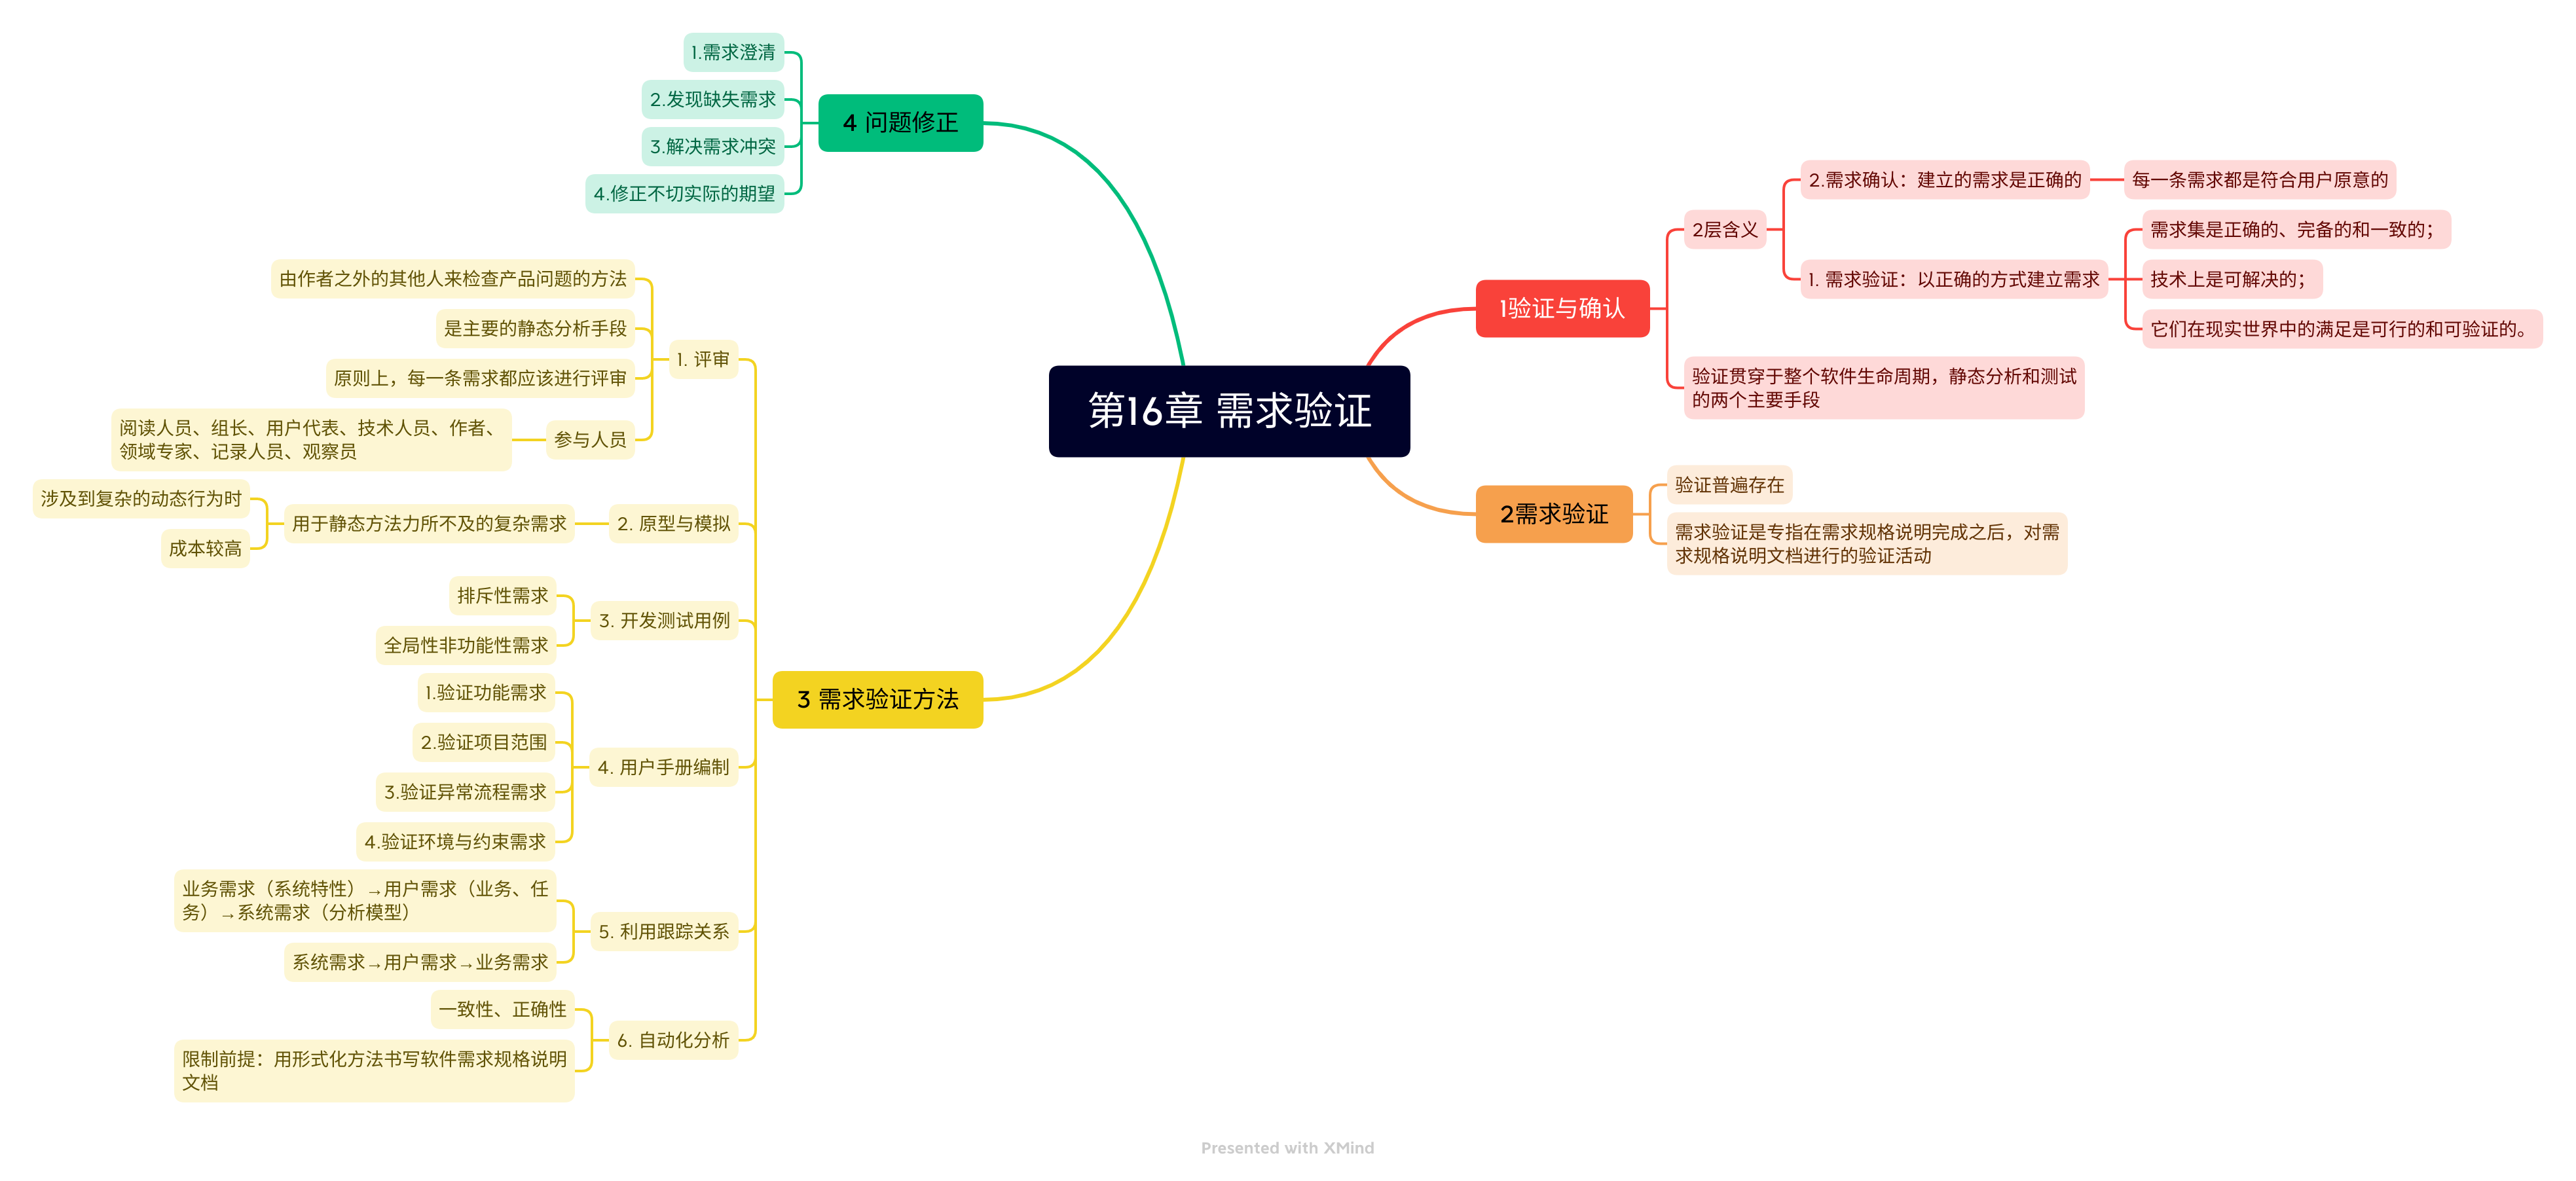 第16章 需求验证
1验证与确认
2层含义
2.需求确认：建立的需求是正确的
每一条需求都是符合用户原意的
1. 需求验证：以正确的方式建立需求
需求集是正确的、完备的和一致的；
技术上是可解决的；
它们在现实世界中的满足是可行的和可验证的。
验证贯穿于整个软件生命周期，静态分析和测试
的两个主要手段
2需求验证
验证普遍存在
需求验证是专指在需求规格说明完成之后，对需
求规格说明文档进行的验证活动
3 需求验证方法
1. 评审
由作者之外的其他人来检查产品问题的方法
是主要的静态分析手段
原则上，每一条需求都应该进行评审
参与人员
阅读人员、组长、用户代表、技术人员、作者、
领域专家、记录人员、观察员
2. 原型与模拟
用于静态方法力所不及的复杂需求
涉及到复杂的动态行为时
成本较高
3. 开发测试用例
排斥性需求
全局性非功能性需求
4. 用户手册编制
1.验证功能需求
2.验证项目范围
3.验证异常流程需求
4.验证环境与约束需求
5. 利用跟踪关系
业务需求（系统特性）→用户需求（业务、任
务）→系统需求（分析模型）
系统需求→用户需求→业务需求
6. 自动化分析
一致性、正确性
限制前提：用形式化方法书写软件需求规格说明
文档
4 问题修正
1.需求澄清
2.发现缺失需求
3.解决需求冲突
4.修正不切实际的期望
Presented with XMind